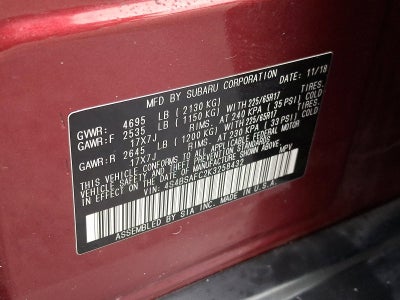 MFD. BY SUBARU CORPORATION DATE: 11/18
GVWR: 4695 LB (2130 KG)
GAWR:F 2535 LB (1150 KG) WITH 225/65R17 TIRES.
17X7J RIMS. AT 240 KPA (35 PSI) COLD.
GAWR:R 2645 LB (1200 KG) WITH 225/65R17 TIRES.
17X7J RIMS. AT 230 KPA (33 PSI) COLD.
THIS VEHICLE CONFORMS TO ALL APPLICABLE FEDERAL MOTOR
VEHICLE SAFETY AND THEFT PREVENTION STANDARDS
IN EFFECT ON THE DATE OF MANUFACTURE SHOWN ABOVE.
VIN: 4S4BSAFC2K3258432 MPV
ASSEMBLED BY SIA INC. MADE IN U.S.A.